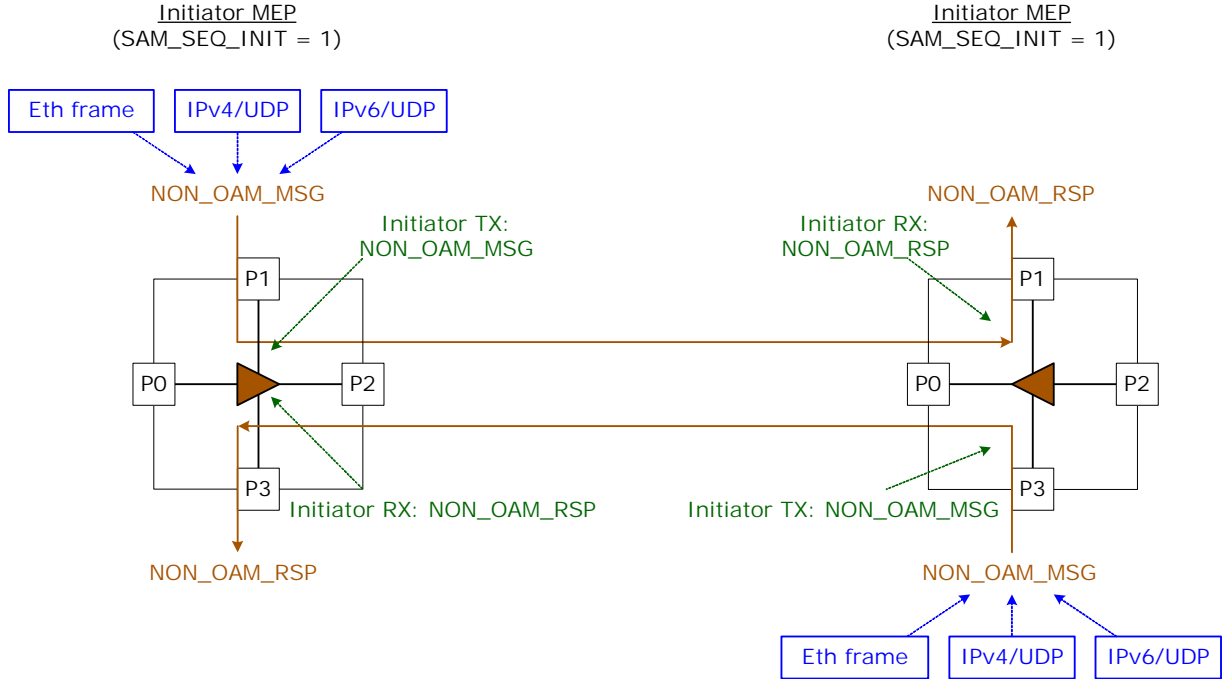 Initiator MEP
(SAM_SEQ_INIT = 1)
Initiator MEP
(SAM_SEQ_INIT = 1)
Eth frame
IPv4/UDP
IPv6/UDP
NON_OAM_MSG
NON_OAM_RSP
Initiator TX:
NON_OAM_MSG
Initiator RX:
NON_OAM_RSP
P1
P1
P0
P2
P0
P2
P3
P3
Initiator RX: NON_OAM_RSP
Initiator TX: NON_OAM_MSG
NON_OAM_RSP
NON_OAM_MSG
Eth frame
IPv4/UDP
IPv6/UDP